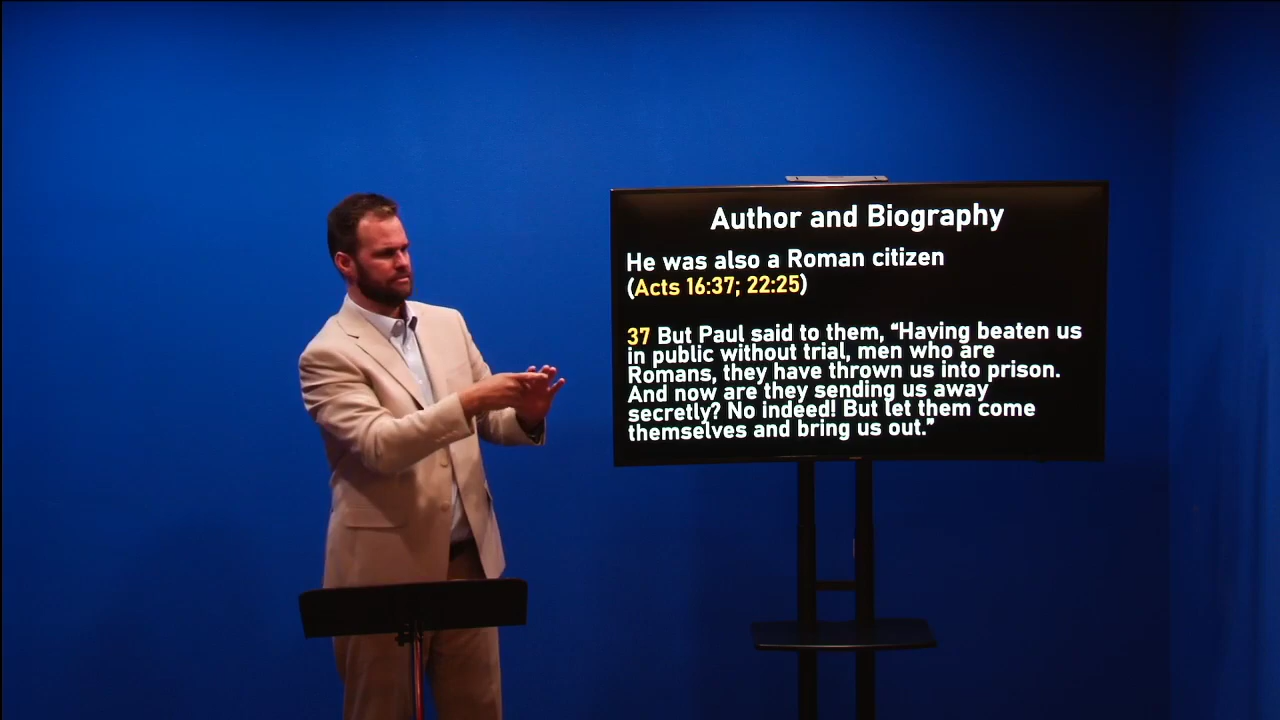 Author and Biography
He was also a Roman citizen
(Acts 16:37; 22:25)
37 But Paul said to them, “Having beaten us
in public without trial, men who are
Romans, they have thrown us into prison.
And now are they sending us away
secretly? No indeed! But let them come
themselves and bring us out.”